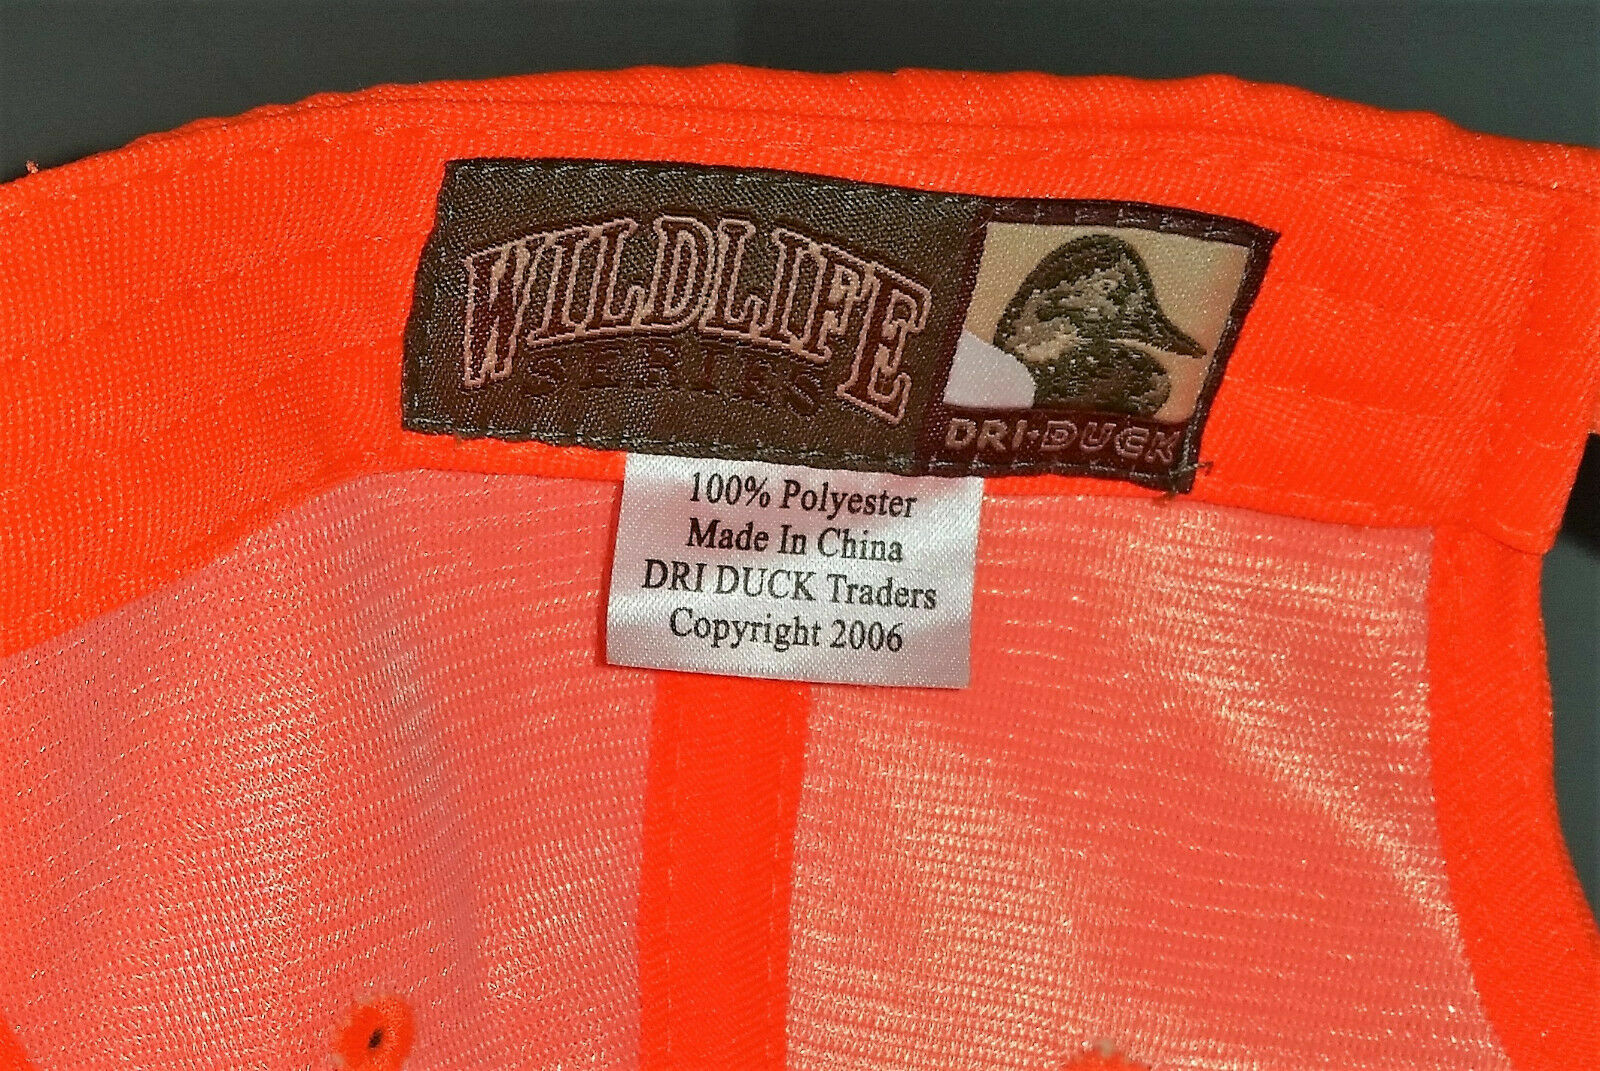 WILDLIFE
SERIES
DRI-DUCK
100% Polyester
Made In China
DRI DUCK Traders
Copyright 2006